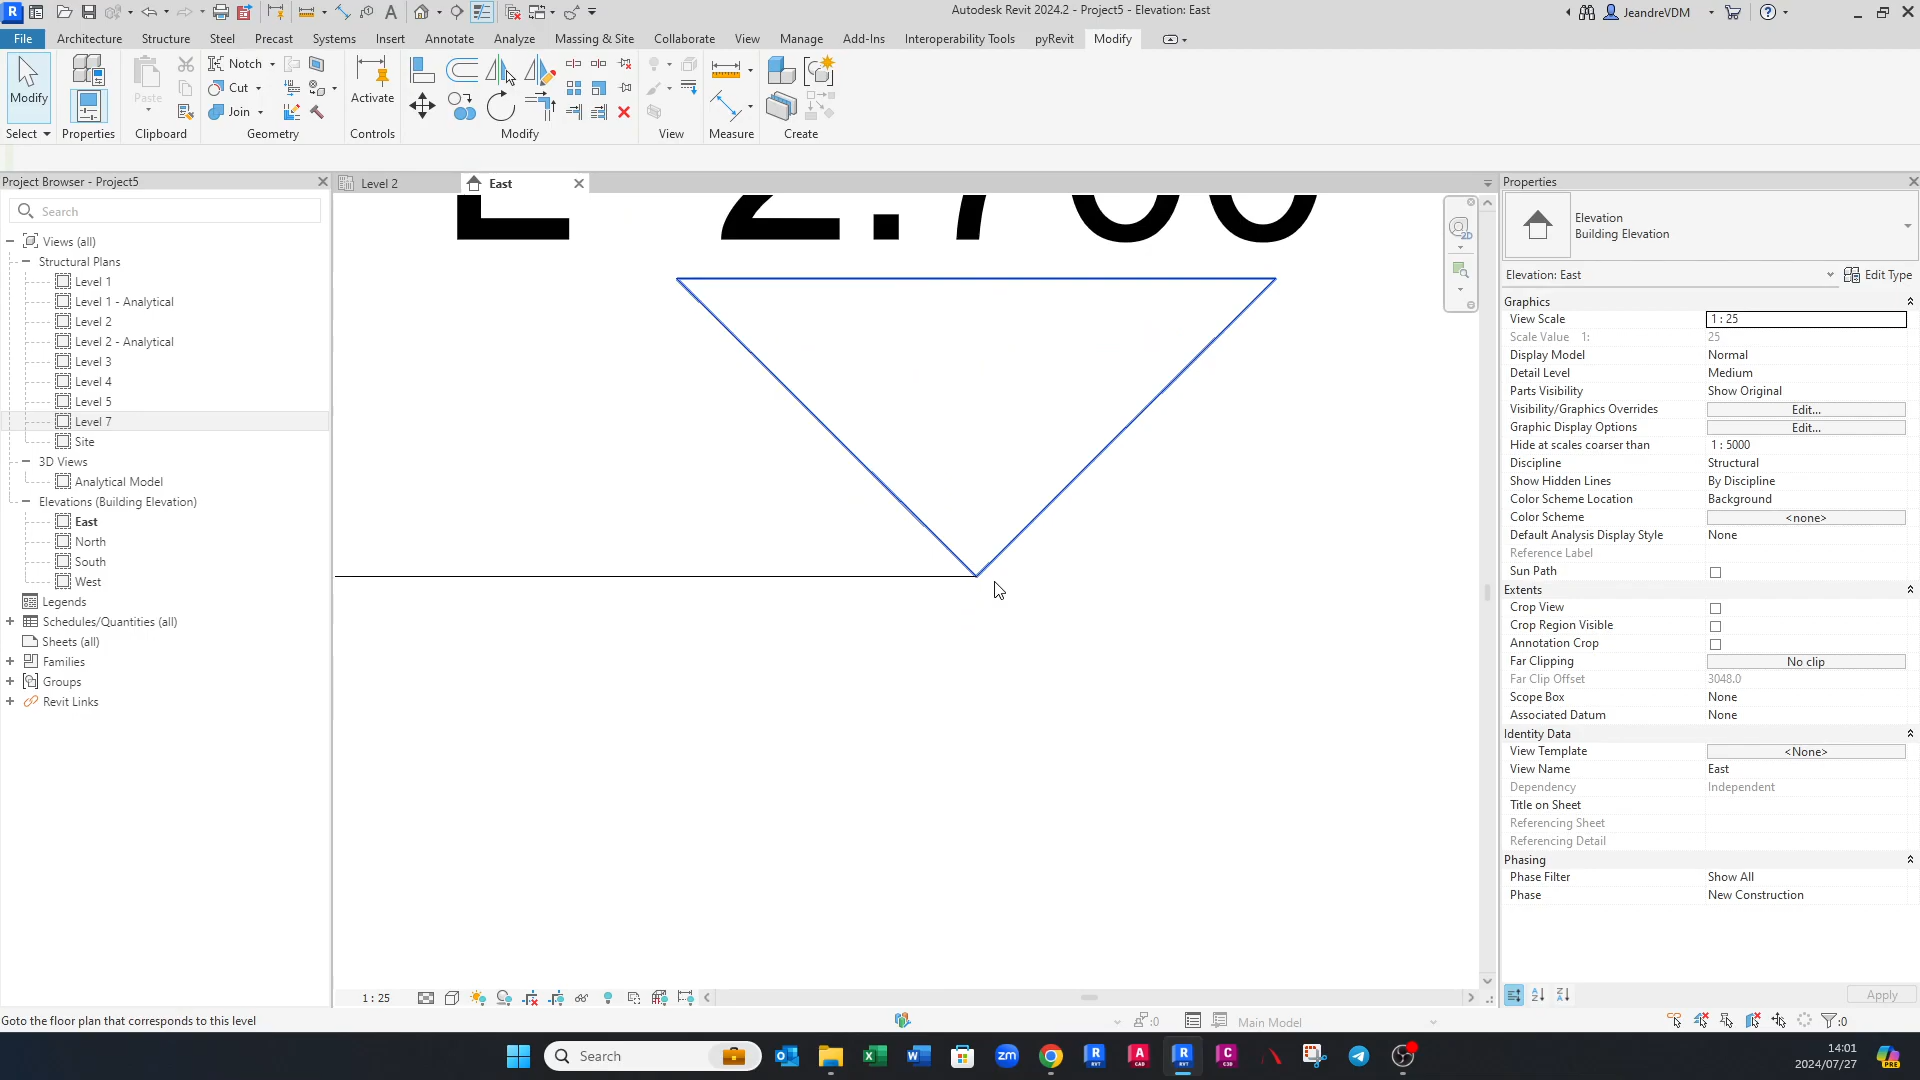 Autodesk Revit 2024.2 - Project5 - Elevation: East
JeandreVDM
File
Architecture
Structure
Steel
Precast
Systems
Insert
Annotate
Analyze
Massing & Site
Collaborate
View
Manage
Add-Ins
Interoperability Tools
pyRevit
Modify
Modify
Paste
Notch
Cut
Join
Activate
Select
Properties
Clipboard
Geometry
Controls
Modify
View
Measure
Create
Project Browser - Project5
Search
Views (all)
Structural Plans
Level 1
Level 1 - Analytical
Level 2
Level 2 - Analytical
Level 3
Level 4
Level 5
Level 7
Site
3D Views
Analytical Model
Elevations (Building Elevation)
East
North
South
West
Legends
Schedules/Quantities (all)
Sheets (all)
Families
Groups
Revit Links
Level 2
East
2D
1 : 25
Properties
Elevation
Building Elevation
Elevation: East
Edit Type
Graphics
View Scale 1 : 25
Scale Value 1: 25
Display Model Normal
Detail Level Medium
Parts Visibility Show Original
Visibility/Graphics Overrides Edit...
Graphic Display Options Edit...
Hide at scales coarser than 1 : 5000
Discipline Structural
Show Hidden Lines By Discipline
Color Scheme Location Background
Color Scheme <none>
Default Analysis Display Style None
Reference Label
Sun Path
Extents
Crop View
Crop Region Visible
Annotation Crop
Far Clipping No clip
Far Clip Offset 3048.0
Scope Box None
Associated Datum None
Identity Data
View Template <None>
View Name East
Dependency Independent
Title on Sheet
Referencing Sheet
Referencing Detail
Phasing
Phase Filter Show All
Phase New Construction
Apply
Goto the floor plan that corresponds to this level
:0
Main Model
:0
Search
14:01
2024/07/27